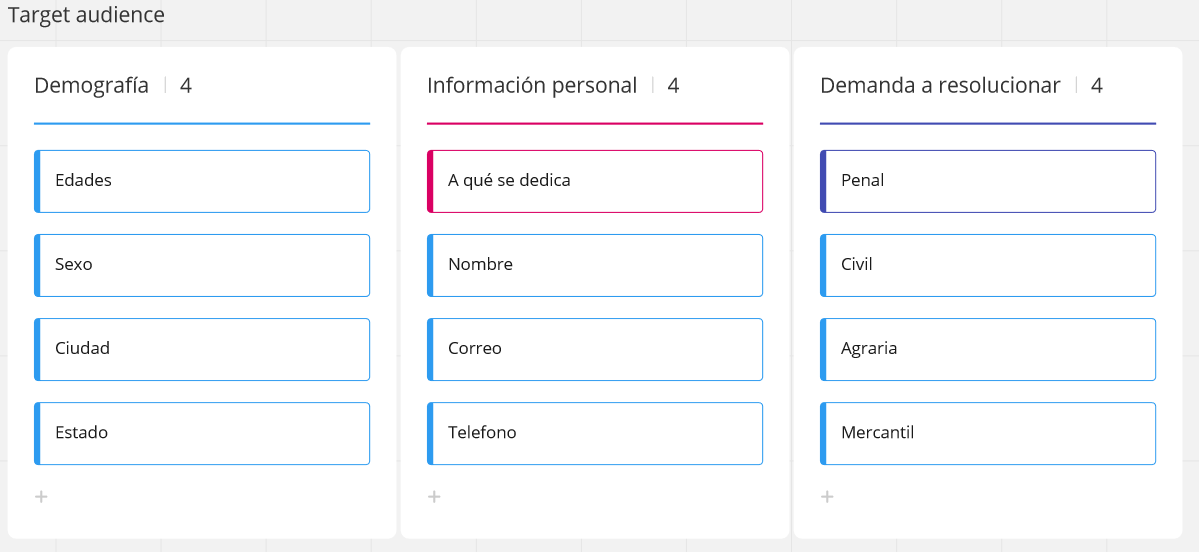 Target audience
Demografía 4
Edades
Sexo
Ciudad
Estado
Información personal 4
A qué se dedica
Nombre
Correo
Telefono
Demanda a resolucionar 4
Penal
Civil
Agraria
Mercantil